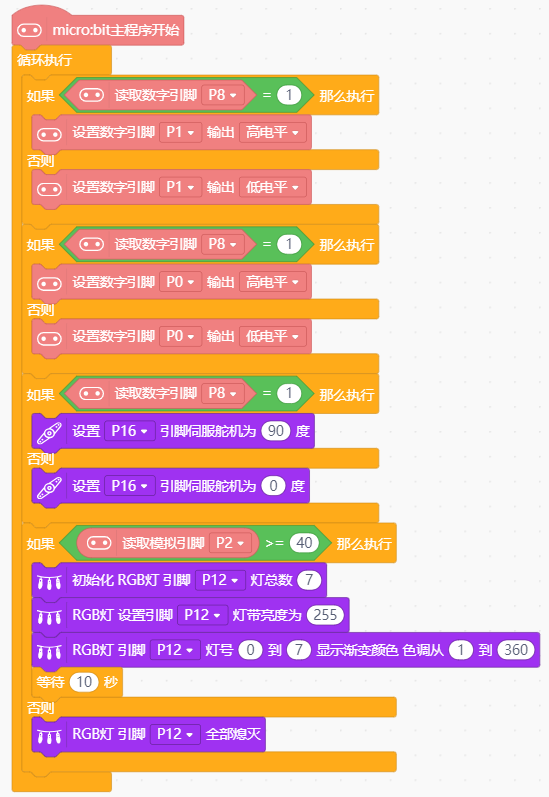 micro:bit主程序开始
循环执行
如果 读取数字引脚 P8 = 1 那么执行
设置数字引脚 P1 输出 高电平
否则
设置数字引脚 P1 输出 低电平
如果 读取数字引脚 P8 = 1 那么执行
设置数字引脚 P0 输出 高电平
否则
设置数字引脚 P0 输出 低电平
如果 读取数字引脚 P8 = 1 那么执行
设置 P16 引脚伺服舵机为 90 度
否则
设置 P16 引脚伺服舵机为 0 度
如果 读取模拟引脚 P2 >= 40 那么执行
初始化 RGB灯 引脚 P12 灯总数 7
RGB灯 设置引脚 P12 灯带亮度为 255
RGB灯 引脚 P12 灯号 0 到 7 显示渐变颜色 色调从 1 到 360
等待 10 秒
否则
RGB灯 引脚 P12 全部熄灭